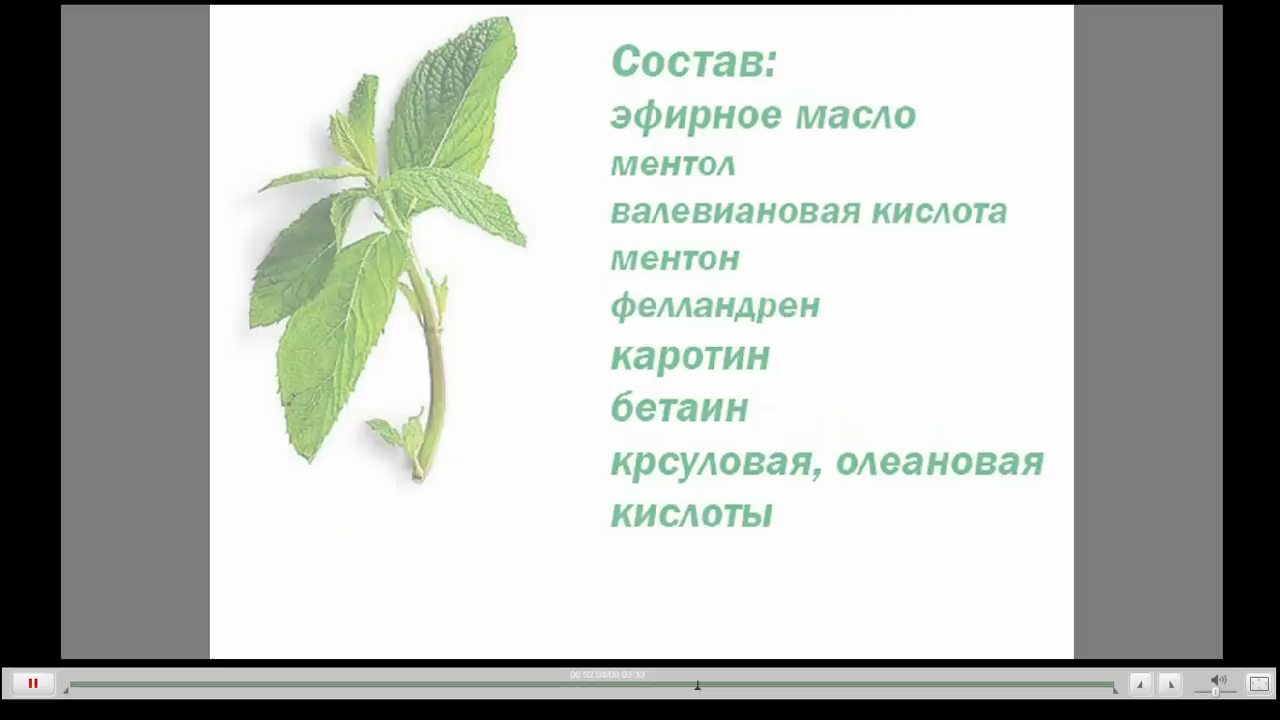 Состав:
эфирное масло
ментол
валевиановая кислота
ментон
фелландрен
каротин
бетаин
крсуловая, олеановая
кислоты